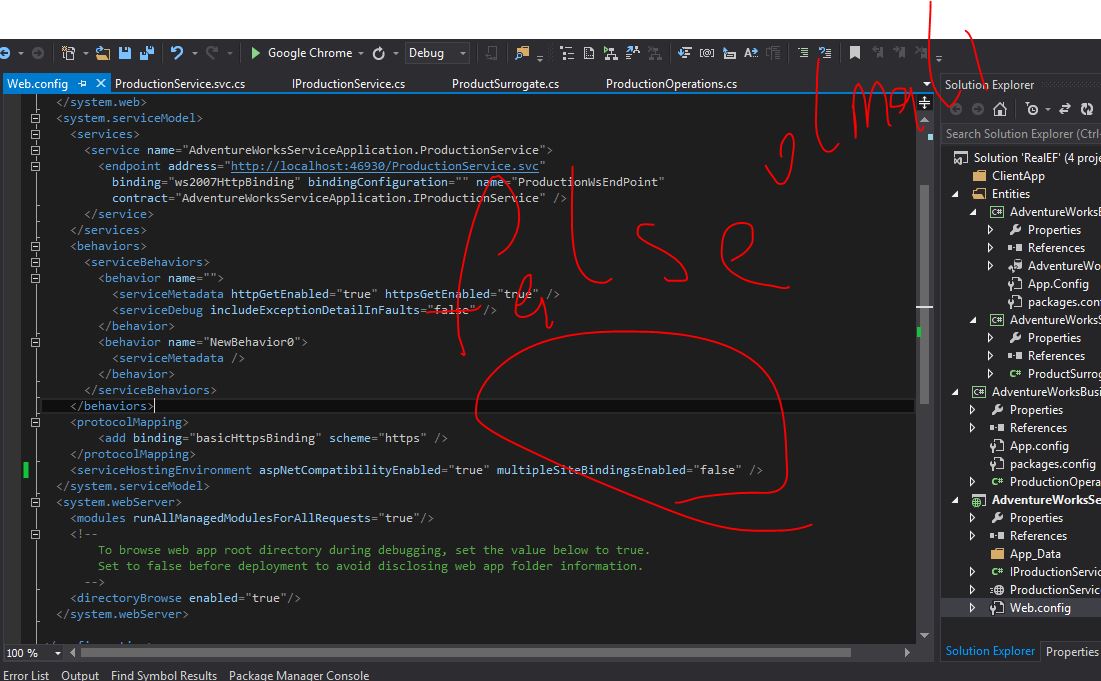 Google Chrome Debug
Web.config ProductionService.svc.cs IProductionService.cs ProductSurrogate.cs ProductionOperations.cs
</system.web>
<system.serviceModel>
<services>
<service name="AdventureWorksServiceApplication.ProductionService">
<endpoint address="http://localhost:46930/ProductionService.svc"
binding="ws2007HttpBinding" bindingConfiguration="" name="ProductionWsEndPoint"
contract="AdventureWorksServiceApplication.IProductionService" />
</service>
</services>
<behaviors>
<serviceBehaviors>
<behavior name="">
<serviceMetadata httpGetEnabled="true" httpsGetEnabled="true" />
<serviceDebug includeExceptionDetailInFaults="false" />
</behavior>
<behavior name="NewBehavior0">
<serviceMetadata />
</behavior>
</serviceBehaviors>
</behaviors>
<protocolMapping>
<add binding="basicHttpsBinding" scheme="https" />
</protocolMapping>
<serviceHostingEnvironment aspNetCompatibilityEnabled="true" multipleSiteBindingsEnabled="false" />
</system.serviceModel>
<system.webServer>
<modules runAllManagedModulesForAllRequests="true"/>
<!--
To browse web app root directory during debugging, set the value below to true.
Set to false before deployment to avoid disclosing web app folder information.
-->
<directoryBrowse enabled="true"/>
</system.webServer>
100 %
Error List Output Find Symbol Results Package Manager Console
Solution Explorer
Search Solution Explorer (Ctrl-
Solution 'RealEF' (4 proj
ClientApp
Entities
AdventureWorksE
Properties
References
AdventureWo
App.Config
packages.con
AdventureWorksS
Properties
References
ProductSurrog
AdventureWorksBusi
Properties
References
App.config
packages.config
ProductionOpera
AdventureWorksSe
Properties
References
App_Data
IProductionServic
ProductionServic
Web.config
Solution Explorer Properties